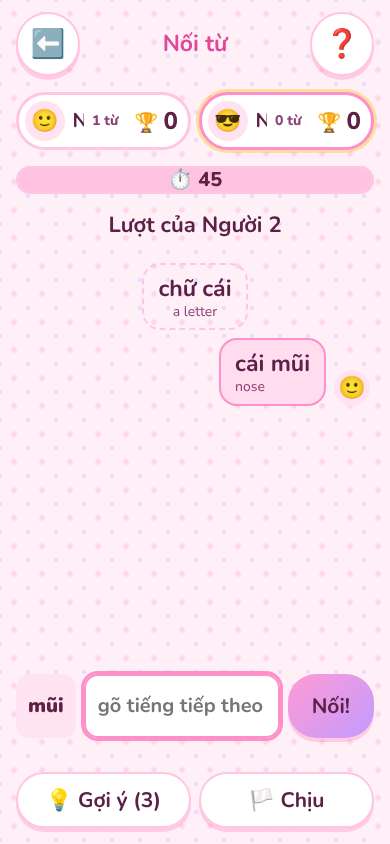 Nối từ
N 1 từ 0
N 0 từ 0
45
Lượt của Người 2
chữ cái
a letter
cái mũi
nose
mũi gõ tiếng tiếp theo Nối!
Gợi ý (3) Chịu